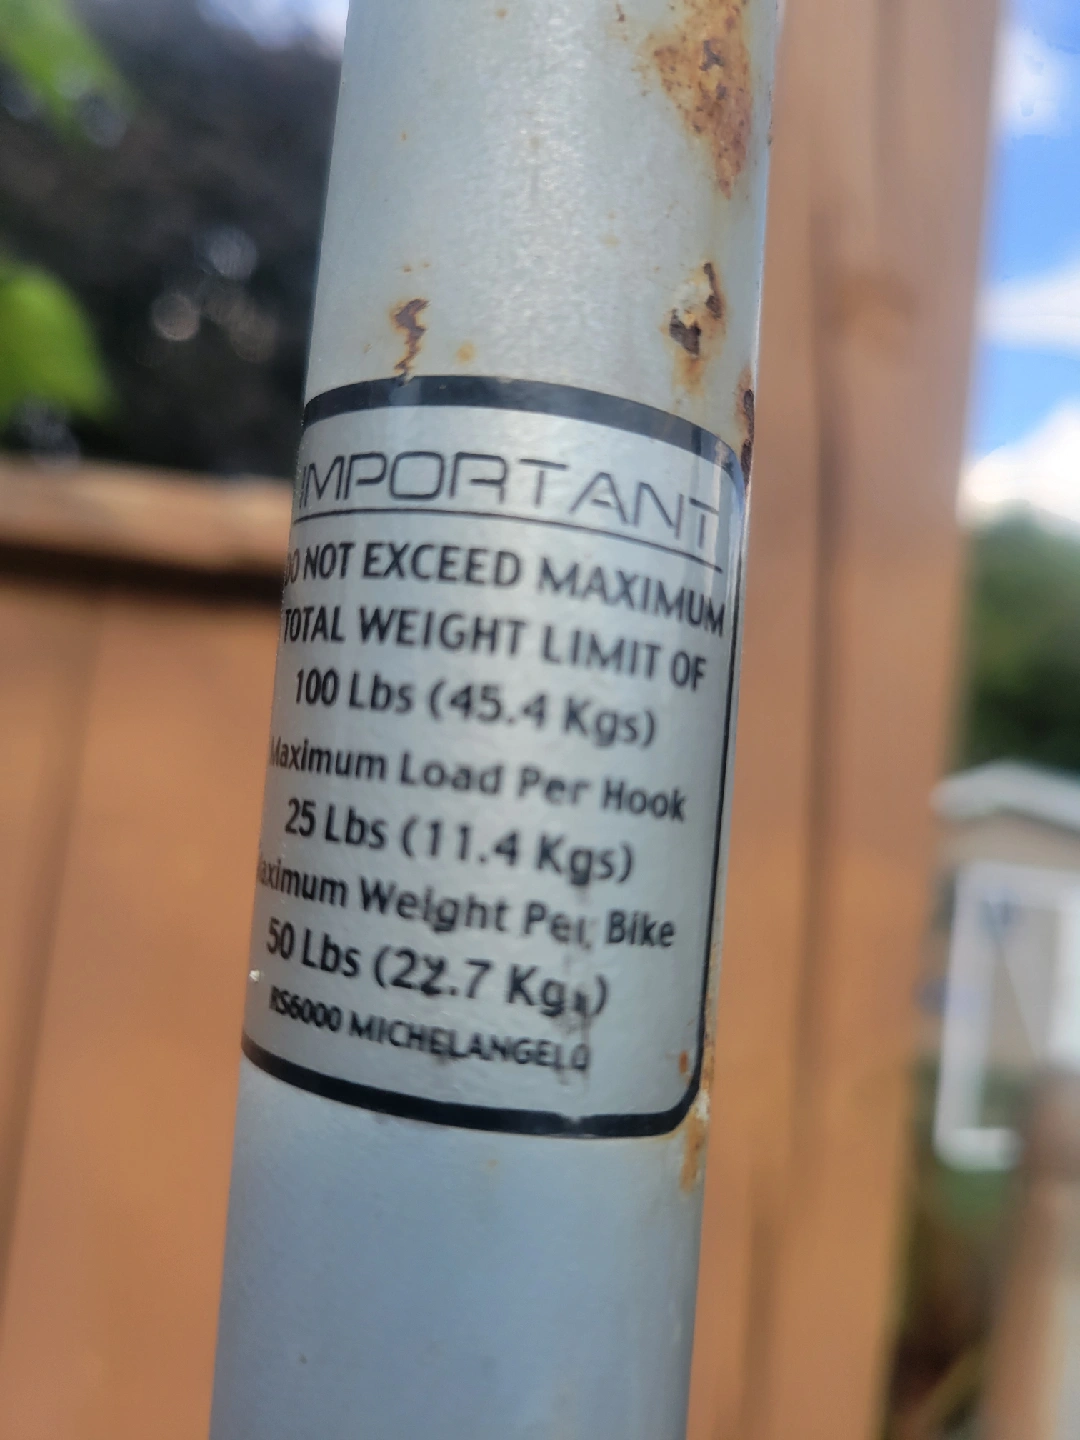 IMPORTANT
DO NOT EXCEED MAXIMUM
TOTAL WEIGHT LIMIT OF
100 Lbs (45.4 Kgs)
Maximum Load Per Hook
25 Lbs (11.4 Kgs)
Maximum Weight Per Bike
50 Lbs (22.7 Kgs)
RS6000 MICHELANGELO